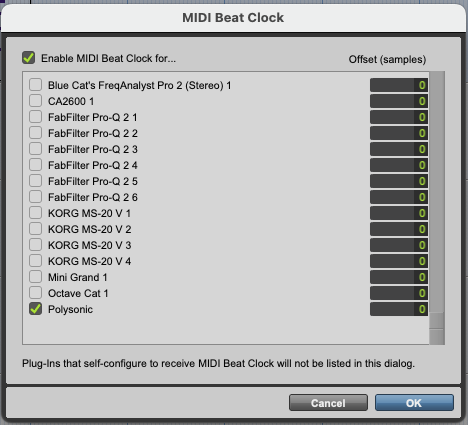 MIDI Beat Clock
Enable MIDI Beat Clock for... Offset (samples)
Blue Cat's FreqAnalyst Pro 2 (Stereo) 1 0
CA2600 1 0
FabFilter Pro-Q 2 1 0
FabFilter Pro-Q 2 2 0
FabFilter Pro-Q 2 3 0
FabFilter Pro-Q 2 4 0
FabFilter Pro-Q 2 5 0
FabFilter Pro-Q 2 6 0
KORG MS-20 V 1 0
KORG MS-20 V 2 0
KORG MS-20 V 3 0
KORG MS-20 V 4 0
Mini Grand 1 0
Octave Cat 1 0
Polysonic 0
Plug-Ins that self-configure to receive MIDI Beat Clock will not be listed in this dialog.
Cancel OK